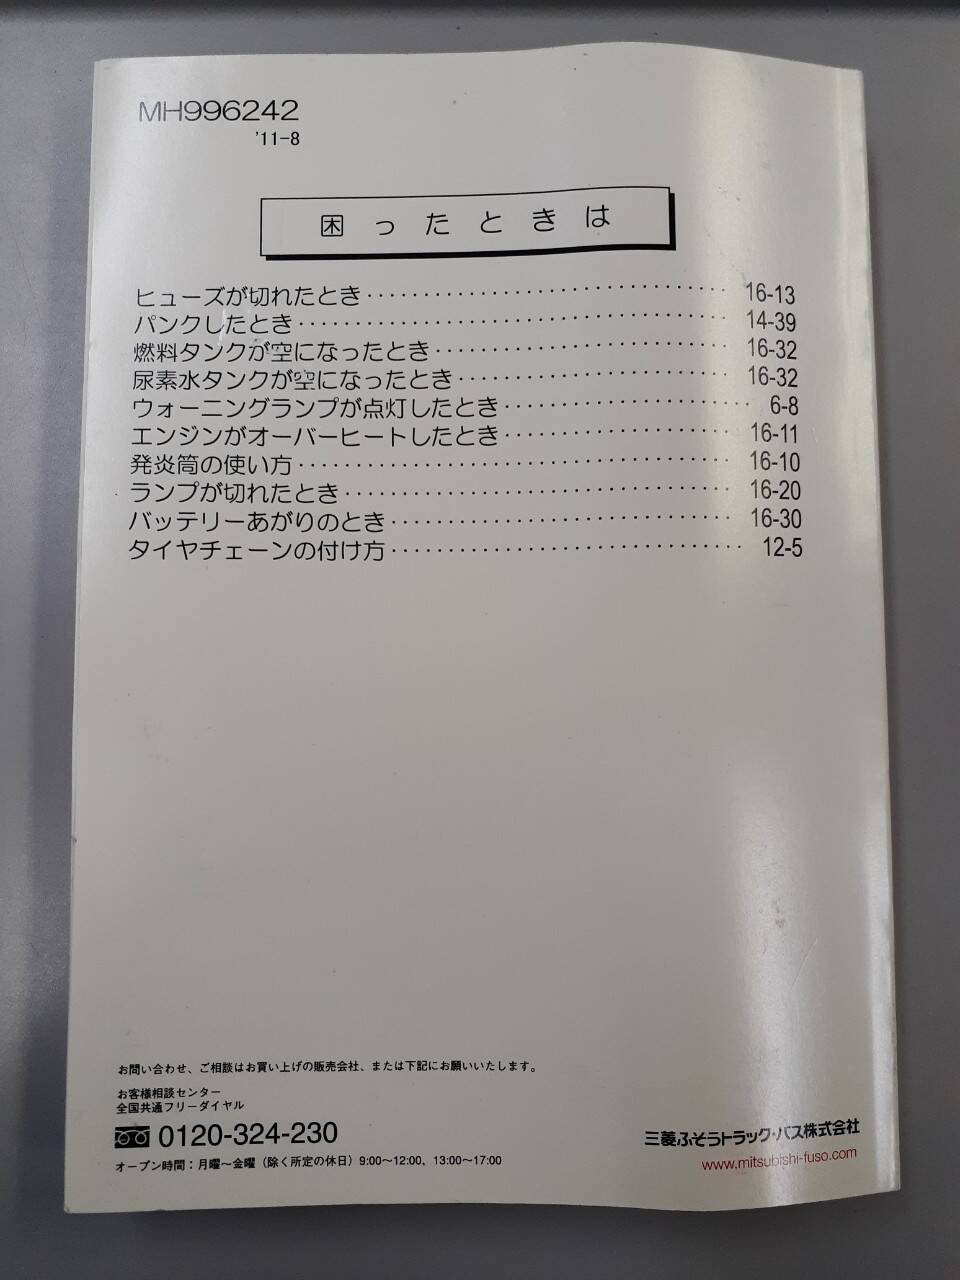 MH996242
'11-8
困ったときは
ヒューズが切れたとき・・・・・・・・・・・・・・・・・・・・・・・・・・・・・・・・ 16-13
パンクしたとき・・・・・・・・・・・・・・・・・・・・・・・・・・・・・・・・・・・・・・ 14-39
燃料タンクが空になったとき・・・・・・・・・・・・・・・・・・・・・・・・・・ 16-32
尿素水タンクが空になったとき・・・・・・・・・・・・・・・・・・・・・・・・ 16-32
ウォーニングランプが点灯したとき・・・・・・・・・・・・・・・・・・・・・・ 6-8
エンジンがオーバーヒートしたとき・・・・・・・・・・・・・・・・・・・・ 16-11
発炎筒の使い方・・・・・・・・・・・・・・・・・・・・・・・・・・・・・・・・・・・・・・ 16-10
ランプが切れたとき・・・・・・・・・・・・・・・・・・・・・・・・・・・・・・・・・・ 16-20
バッテリーあがりのとき・・・・・・・・・・・・・・・・・・・・・・・・・・・・・・ 16-30
タイヤチェーンの付け方・・・・・・・・・・・・・・・・・・・・・・・・・・・・・・・ 12-5
お問い合わせ、ご相談はお買い上げの販売会社、または下記にお願いいたします。
お客様相談センター
全国共通フリーダイヤル
0120-324-230
オープン時間：月曜～金曜（除く所定の休日）9:00～12:00、13:00～17:00
三菱ふそうトラック・バス株式会社
www.mitsubishi-fuso.com